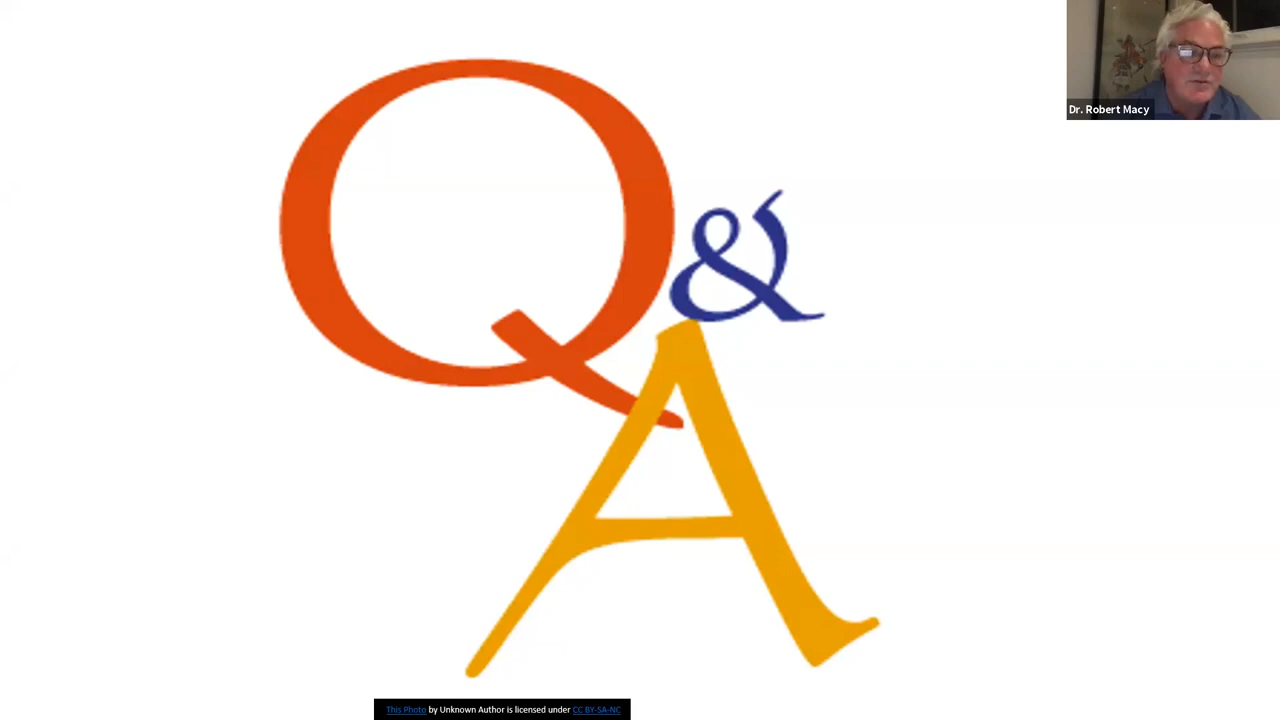 Q&
A
Dr. Robert Macy
This Photo by Unknown Author is licensed under CC BY-SA-NC